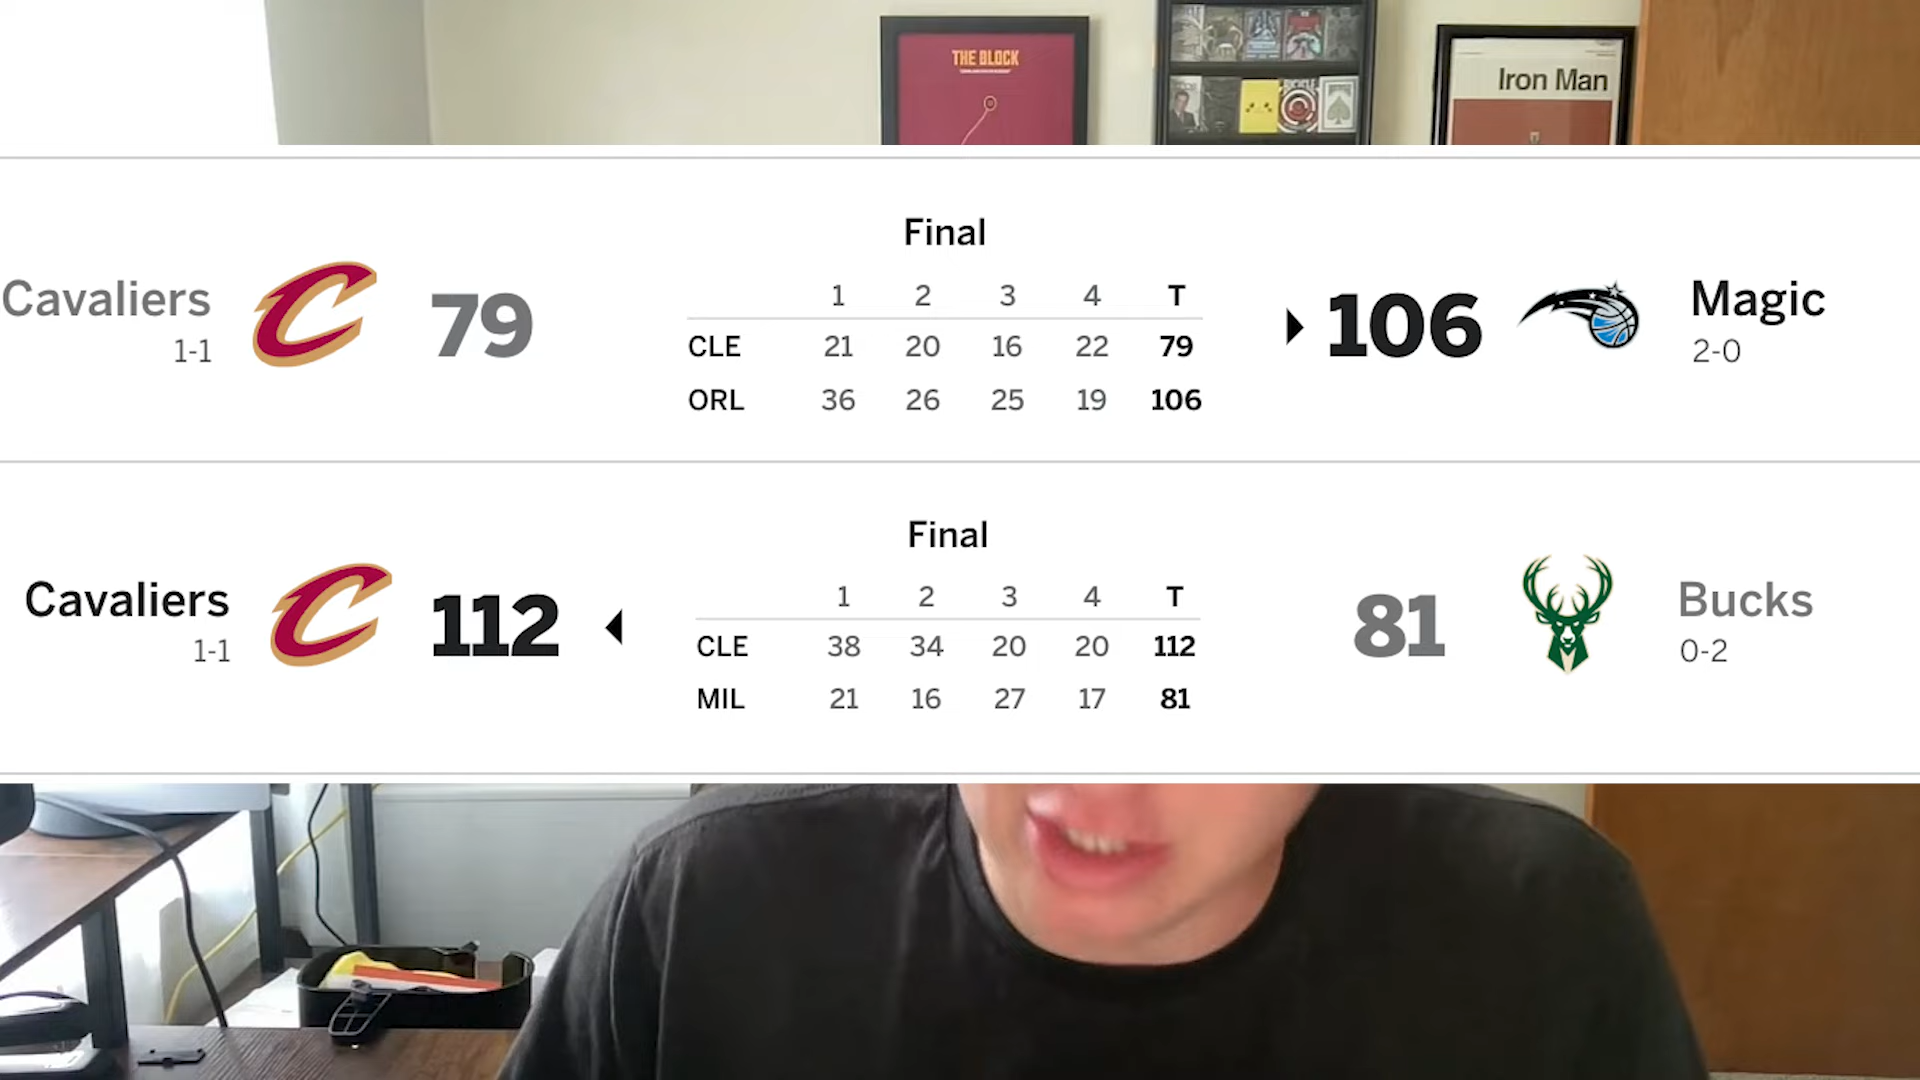 THE BLOCK
Iron Man
BICYCLE
Final
Cavaliers 1-1 79
1 2 3 4 T
CLE 21 20 16 22 79
ORL 36 26 25 19 106
106 Magic 2-0
Final
Cavaliers 1-1 112
1 2 3 4 T
CLE 38 34 20 20 112
MIL 21 16 27 17 81
81 Bucks 0-2